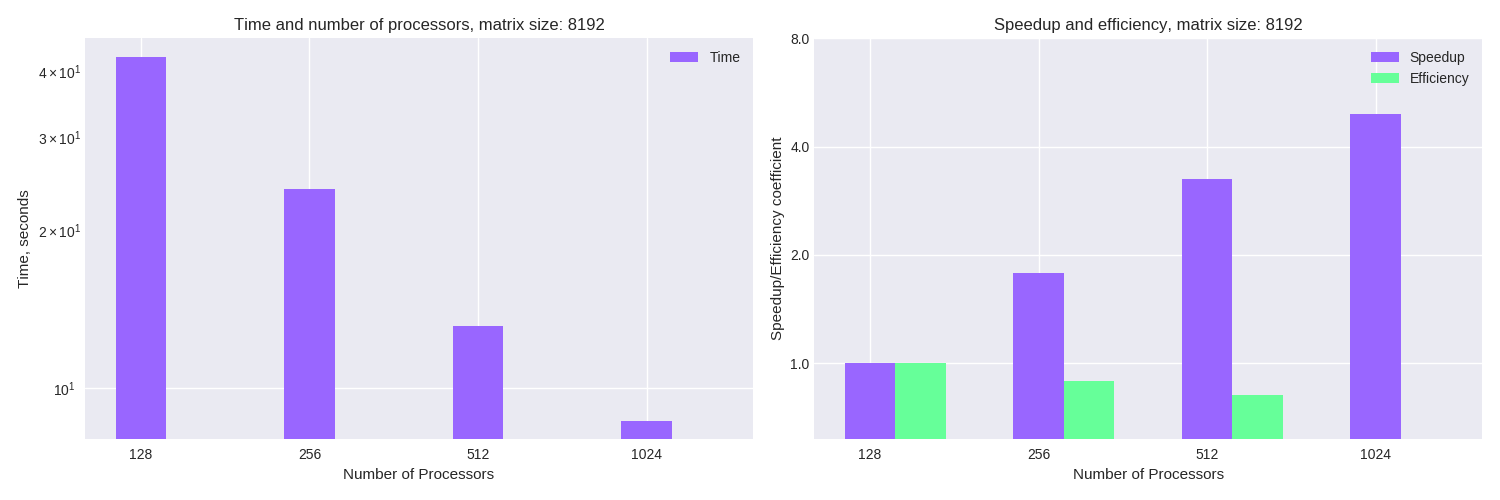 Time and number of processors, matrix size: 8192
Time
4 × 10¹
3 × 10¹
2 × 10¹
10¹
Time, seconds
128 256 512 1024
Number of Processors
Speedup and efficiency, matrix size: 8192
Speedup
Efficiency
8.0
4.0
2.0
1.0
Speedup/Efficiency coefficient
128 256 512 1024
Number of Processors